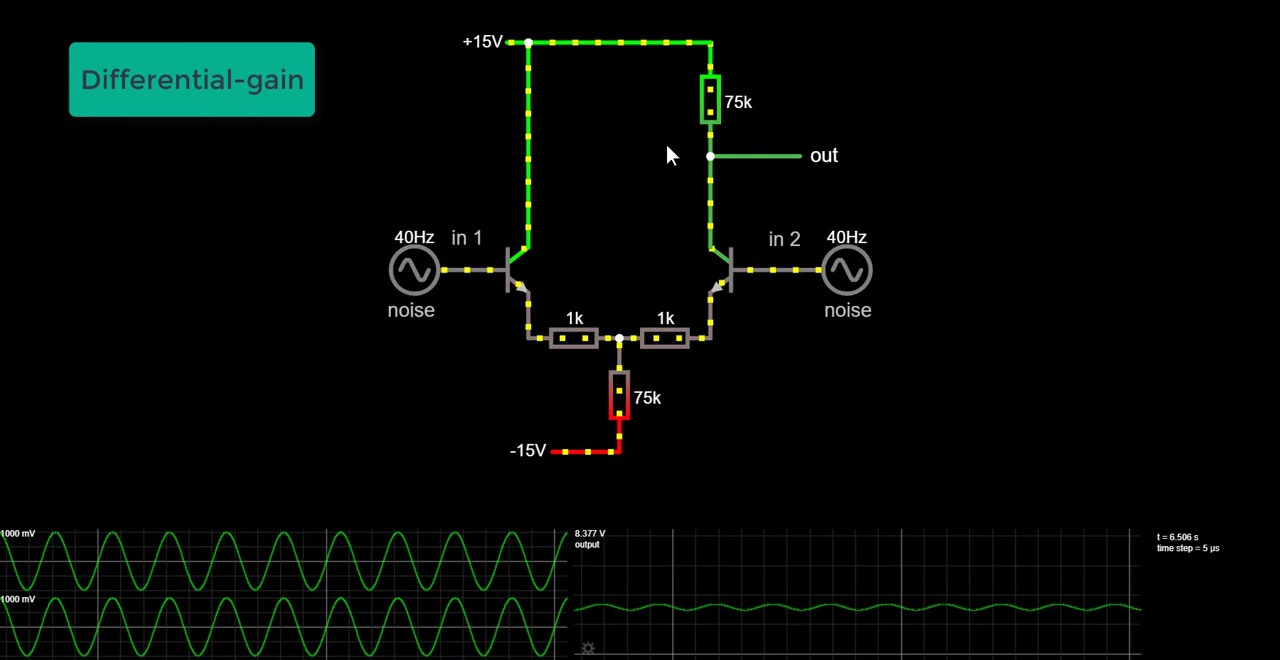 +15V
Differential-gain
75k
out
40Hz
in 1
in 2
40Hz
noise
noise
1k
1k
75k
-15V
1000 mV
8.377 V
output
t = 6.506 s
time step = 5 µs
1000 mV